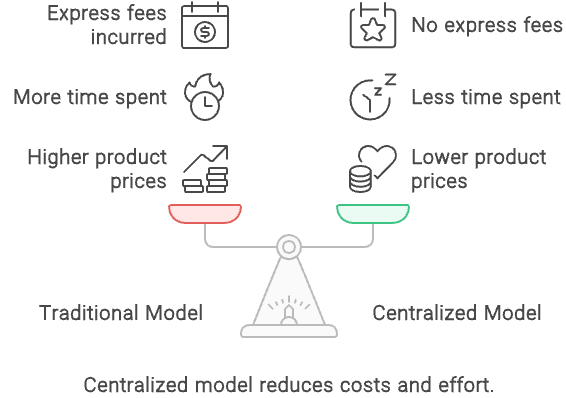 Express fees
incurred
No express fees
More time spent
Less time spent
Higher product
prices
Lower product
prices
Traditional Model
Centralized Model
Centralized model reduces costs and effort.